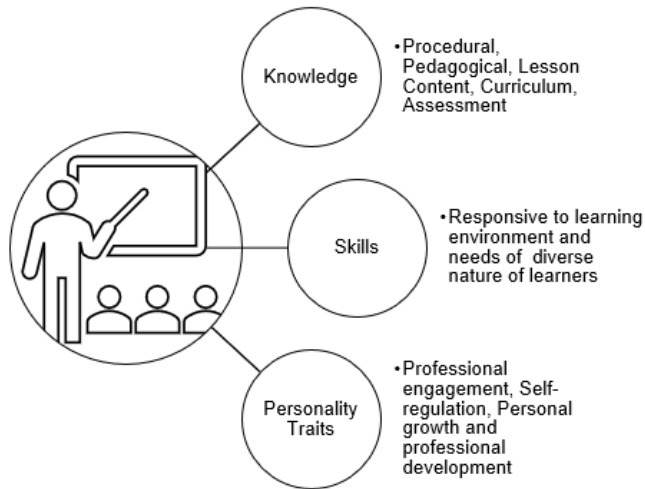 Knowledge
•Procedural,
Pedagogical, Lesson
Content, Curriculum,
Assessment
Skills
•Responsive to learning
environment and
needs of diverse
nature of learners
Personality
Traits
•Professional
engagement, Self-
regulation, Personal
growth and
professional
development